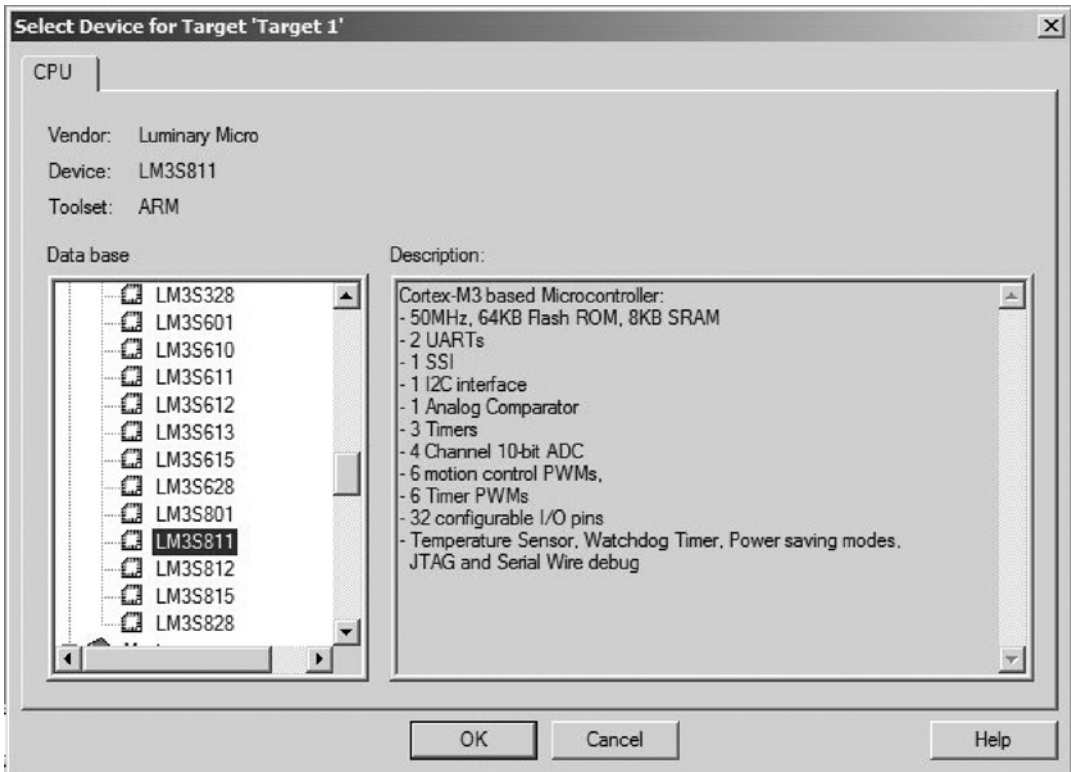 Select Device for Target 'Target 1'
CPU
Vendor: Luminary Micro
Device: LM3S811
Toolset: ARM
Data base
LM3S328
LM3S601
LM3S610
LM3S611
LM3S612
LM3S613
LM3S615
LM3S628
LM3S801
LM3S811
LM3S812
LM3S815
LM3S828
Description:
Cortex-M3 based Microcontroller:
- 50MHz, 64KB Flash ROM, 8KB SRAM
- 2 UARTs
- 1 SSI
- 1 I2C interface
- 1 Analog Comparator
- 3 Timers
- 4 Channel 10-bit ADC
- 6 motion control PWMs,
- 6 Timer PWMs
- 32 configurable I/O pins
- Temperature Sensor, Watchdog Timer, Power saving modes,
JTAG and Serial Wire debug
OK
Cancel
Help